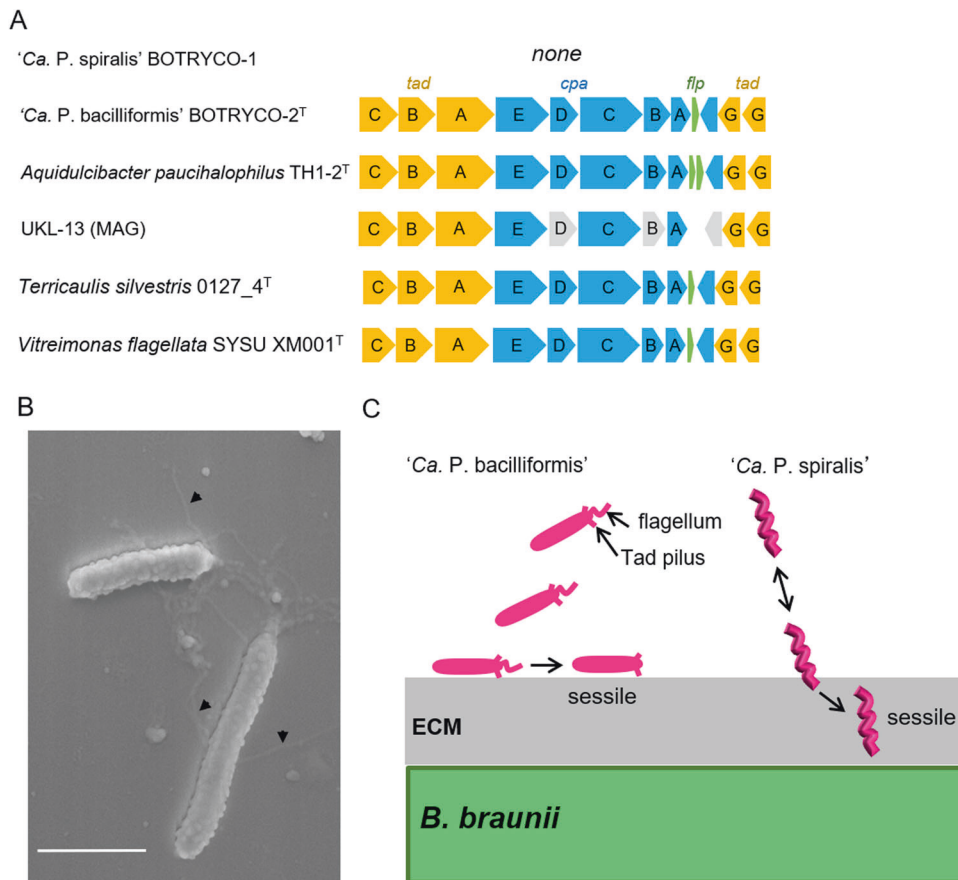 A
'Ca. P. spiralis' BOTRYCO-1 none
tad cpa flp tad
'Ca. P. bacilliformis' BOTRYCO-2ᵀ C B A E D C B A G G
Aquidulcibacter paucihalophilus TH1-2ᵀ C B A E D C B A G G
UKL-13 (MAG) C B A E D C B A G G
Terricaulis silvestris 0127_4ᵀ C B A E D C B A G G
Vitreimonas flagellata SYSU XM001ᵀ C B A E D C B A G G
B
C
'Ca. P. bacilliformis' 'Ca. P. spiralis'
flagellum
Tad pilus
sessile
sessile
ECM
B. braunii